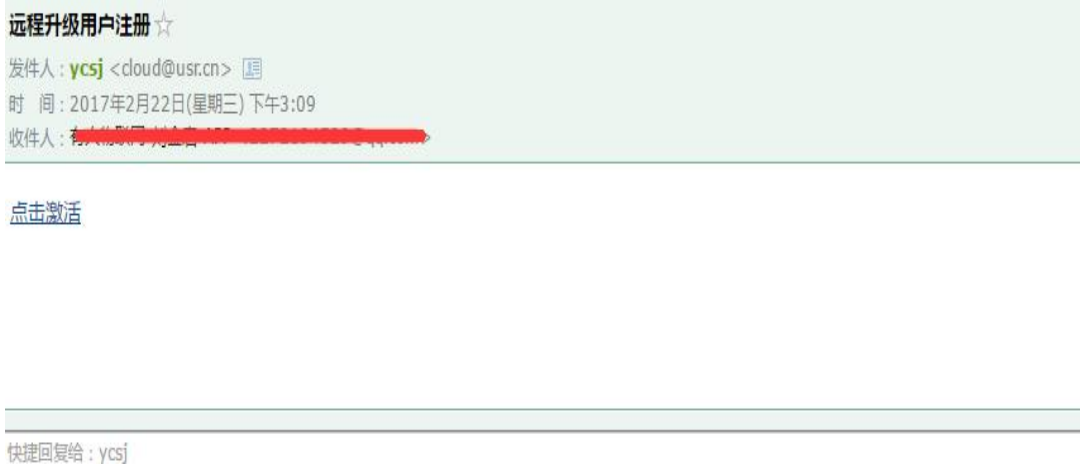 远程升级用户注册☆
发件人：ycsj <cloud@usr.cn>
时 间：2017年2月22日(星期三) 下午3:09
收件人：
点击激活
快捷回复给：ycsj